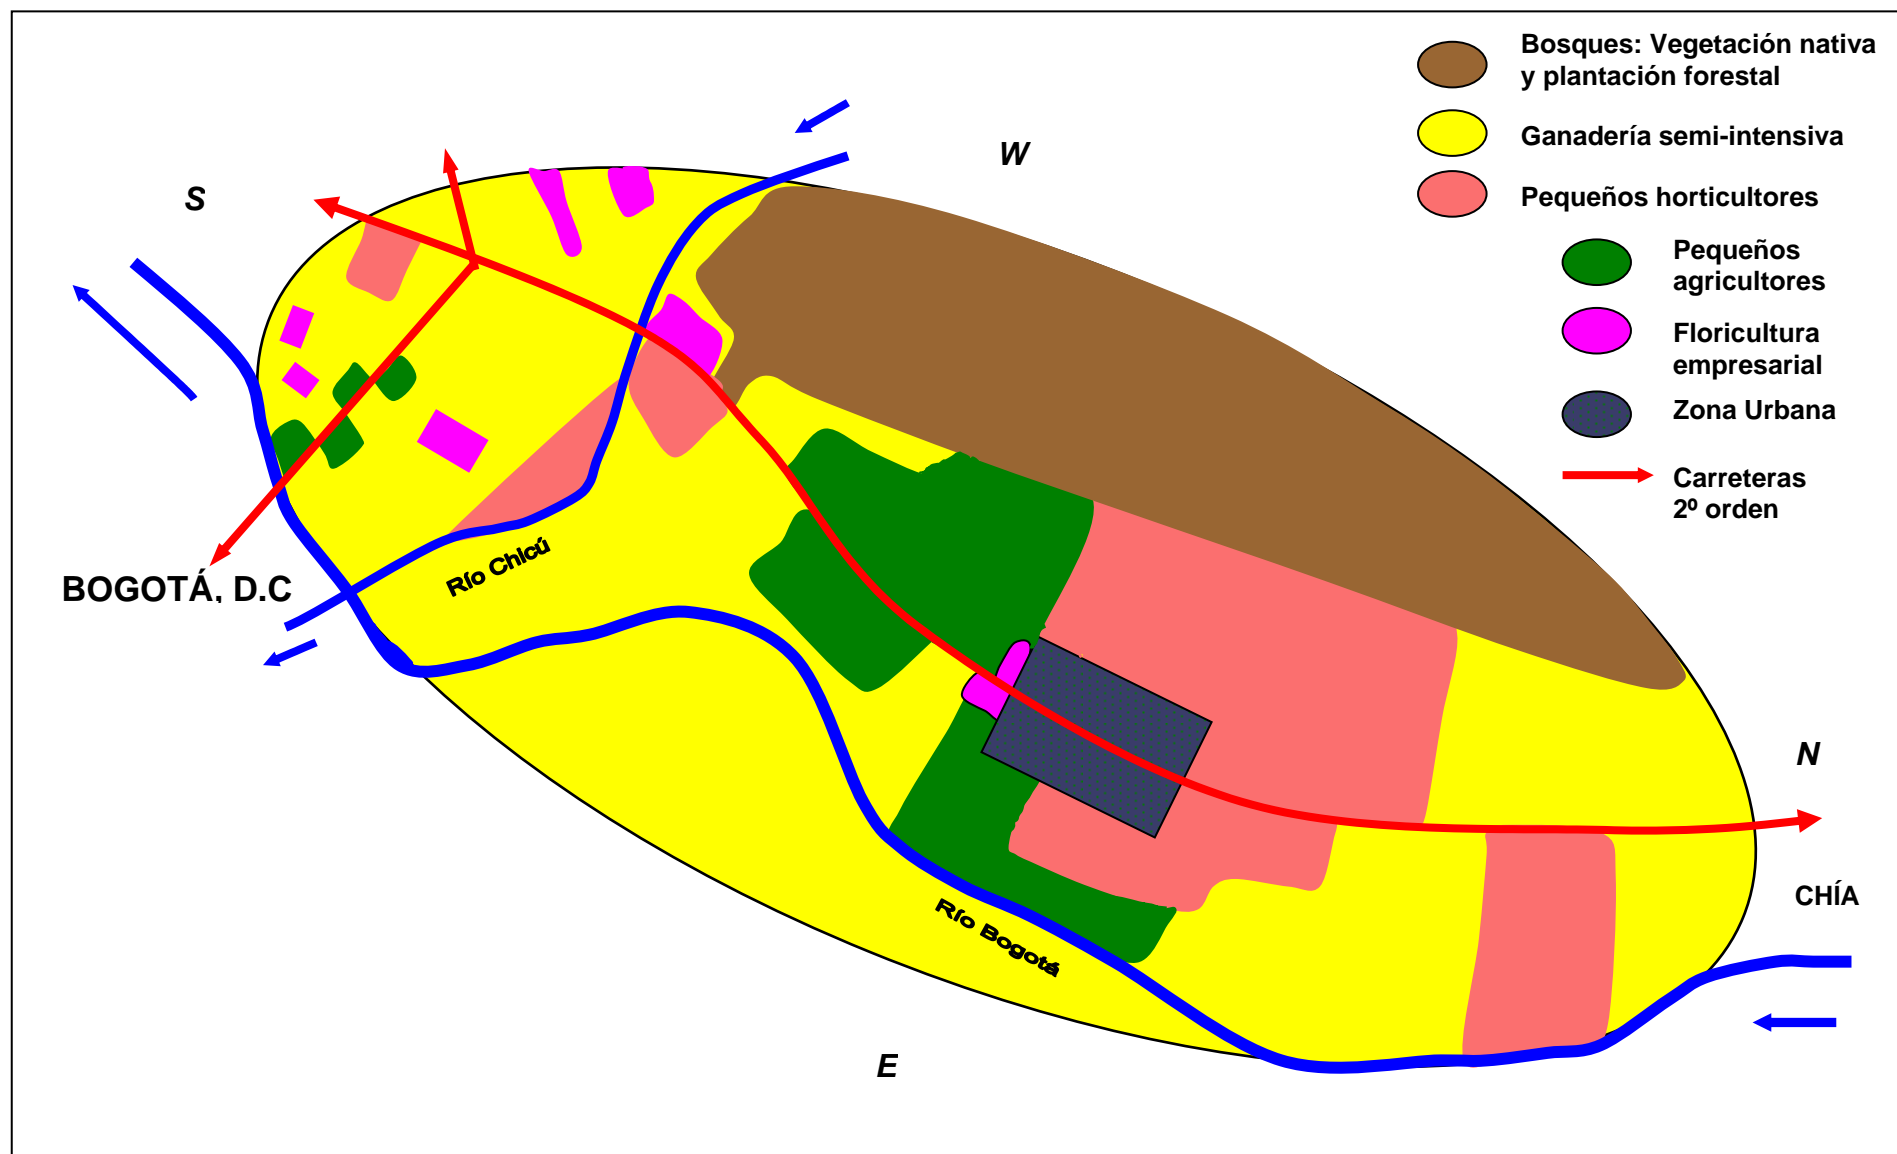 Bosques: Vegetación nativa
y plantación forestal
Ganadería semi-intensiva
Pequeños horticultores
Pequeños
agricultores
Floricultura
empresarial
Zona Urbana
Carreteras
2º orden
W
S
N
E
BOGOTÁ, D.C
CHÍA
Río Chicú
Río Bogotá